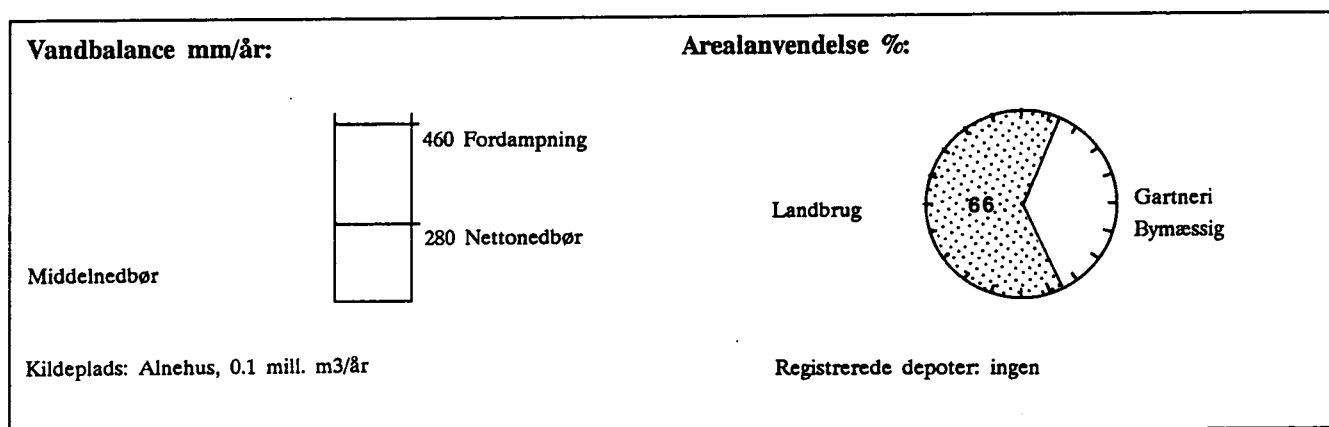 Vandbalance mm/år:
460 Fordampning
280 Nettonedbør
Middelnedbør
Kildeplads: Alnehus, 0.1 mill. m3/år
Arealanvendelse %:
Landbrug
66
Gartneri
Bymæssig
Registrerede depoter: ingen